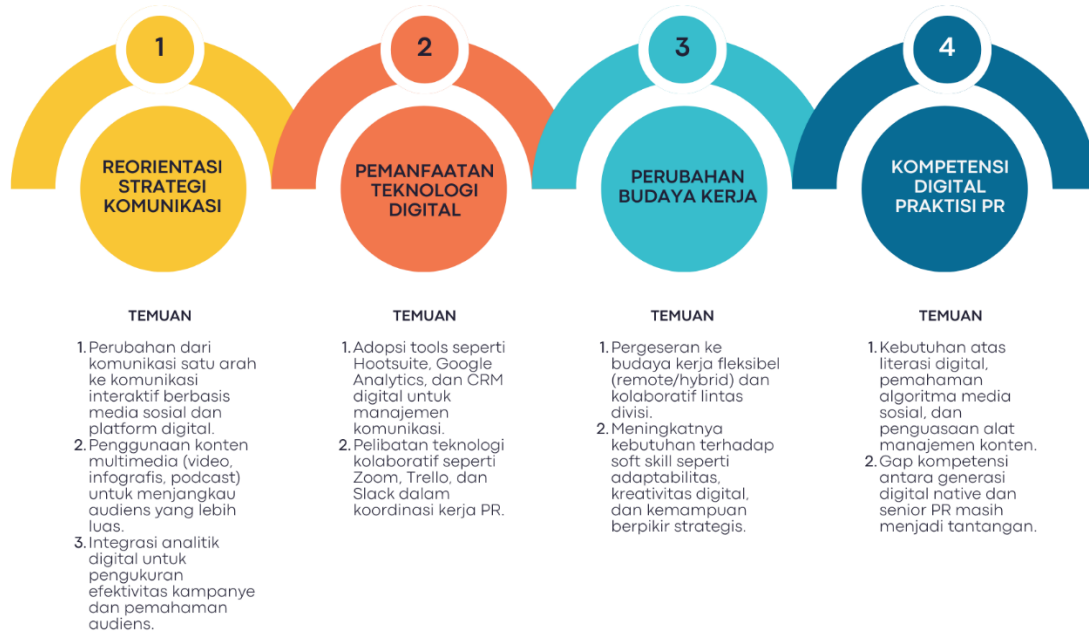 1
REORIENTASI
STRATEGI
KOMUNIKASI
TEMUAN
1. Perubahan dari
komunikasi satu arah
ke komunikasi
interaktif berbasis
media sosial dan
platform digital.
2. Penggunaan konten
multimedia (video,
infografis, podcast)
untuk menjangkau
audiens yang lebih
luas.
3. Integrasi analitik
digital untuk
pengukuran
efektivitas kampanye
dan pemahaman
audiens.
2
PEMANFAATAN
TEKNOLOGI
DIGITAL
TEMUAN
1. Adopsi tools seperti
Hootsuite, Google
Analytics, dan CRM
digital untuk
manajemen
komunikasi.
2. Pelibatan teknologi
kolaboratif seperti
Zoom, Trello, dan
Slack dalam
koordinasi kerja PR.
3
PERUBAHAN
BUDAYA KERJA
TEMUAN
1. Pergeseran ke
budaya kerja fleksibel
(remote/hybrid) dan
kolaboratif lintas
divisi.
2. Meningkatnya
kebutuhan terhadap
soft skill seperti
adaptabilitas,
kreativitas digital,
dan kemampuan
berpikir strategis.
4
KOMPETENSI
DIGITAL
PRAKTISI PR
TEMUAN
1. Kebutuhan atas
literasi digital,
pemahaman
algoritma media
sosial, dan
penguasaan alat
manajemen konten.
2. Gap kompetensi
antara generasi
digital native dan
senior PR masih
menjadi tantangan.